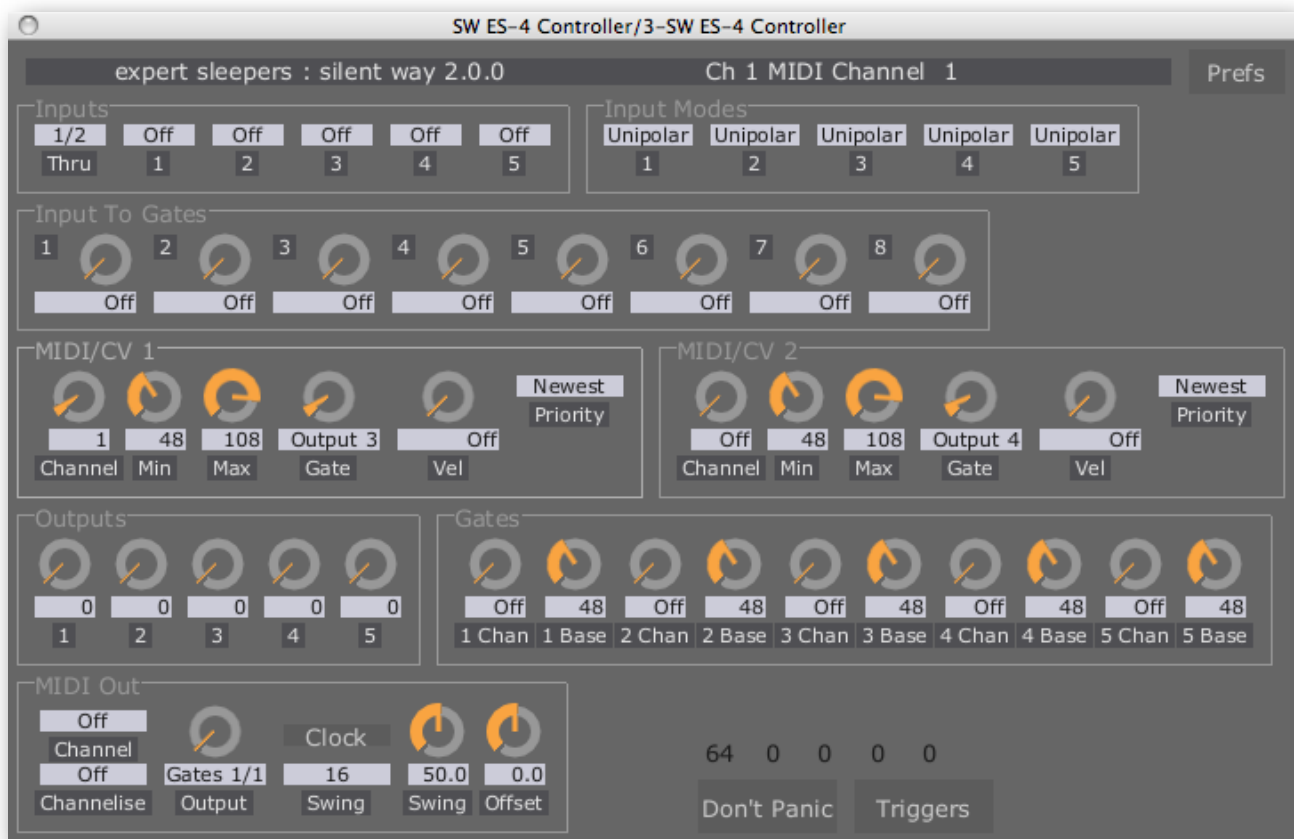 SW ES-4 Controller/3-SW ES-4 Controller
expert sleepers : silent way 2.0.0 Ch 1 MIDI Channel 1 Prefs
Inputs
1/2 Off Off Off Off Off
Thru 1 2 3 4 5
Input Modes
Unipolar Unipolar Unipolar Unipolar Unipolar
1 2 3 4 5
Input To Gates
1 2 3 4 5 6 7 8
Off Off Off Off Off Off Off Off
MIDI/CV 1
Newest
Priority
1 48 108 Output 3 Off
Channel Min Max Gate Vel
MIDI/CV 2
Newest
Priority
Off 48 108 Output 4 Off
Channel Min Max Gate Vel
Outputs
0 0 0 0 0
1 2 3 4 5
Gates
Off 48 Off 48 Off 48 Off 48 Off 48
1 Chan 1 Base 2 Chan 2 Base 3 Chan 3 Base 4 Chan 4 Base 5 Chan 5 Base
MIDI Out
Off
Channel
Clock
Off Gates 1/1 16 50.0 0.0
Channelise Output Swing Swing Offset
64 0 0 0 0
Don't Panic Triggers